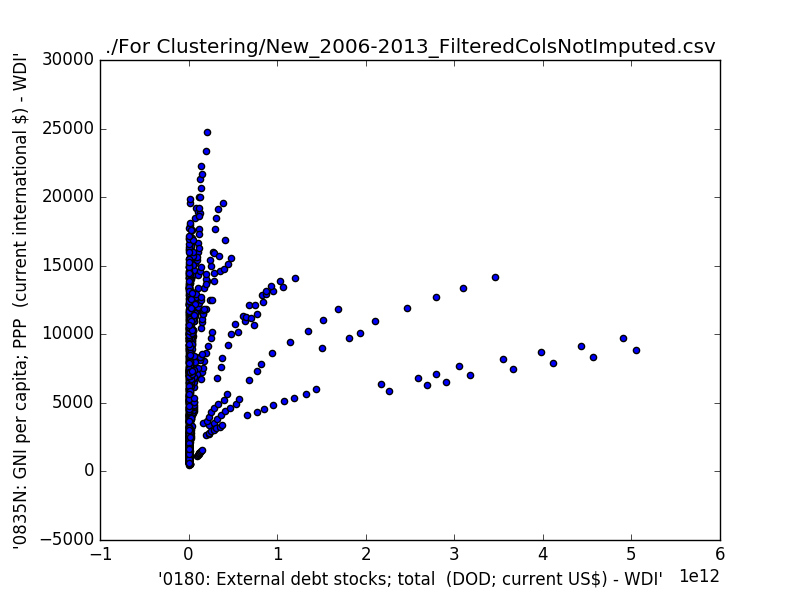 ./For Clustering/New_2006-2013_FilteredColsNotImputed.csv
'0835N: GNI per capita; PPP  (current international $) - WDI'
30000
25000
20000
15000
10000
5000
0
−5000
−1 0 1 2 3 4 5 6
1e12
'0180: External debt stocks; total  (DOD; current US$) - WDI'